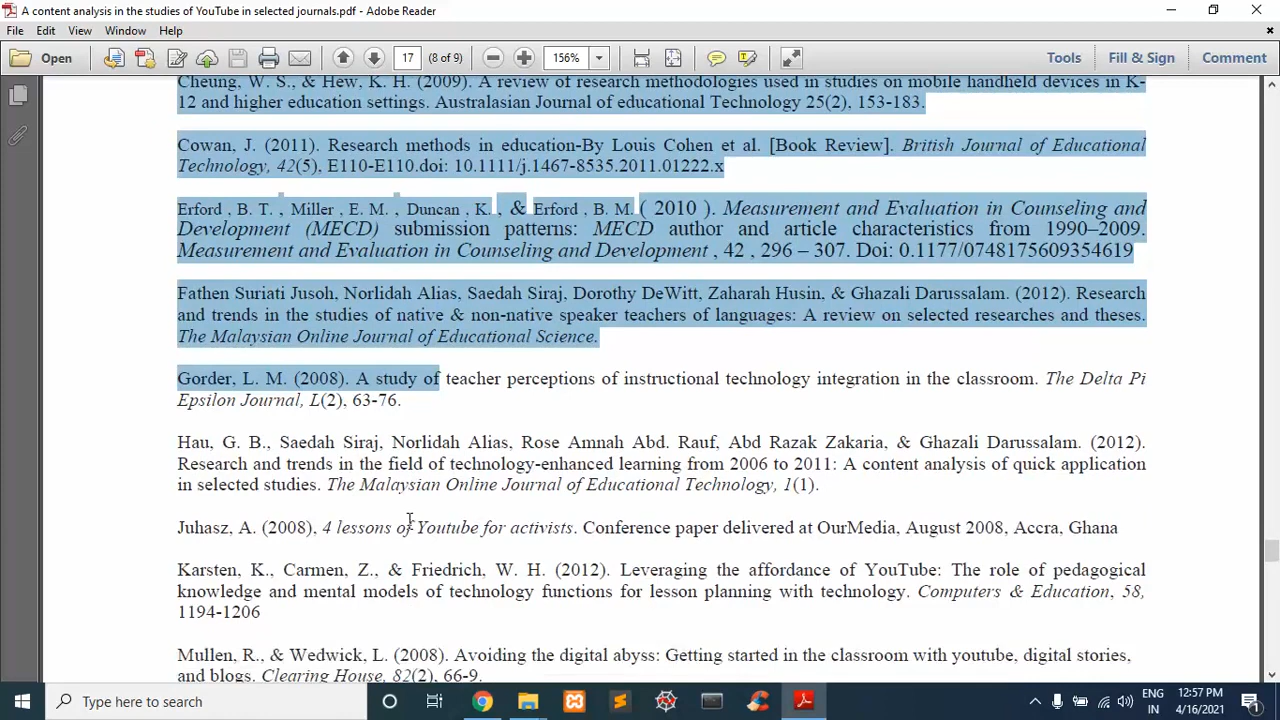 A content analysis in the studies of YouTube in selected journals.pdf - Adobe Reader
File Edit View Window Help
Open 17 (8 of 9) 156% Tools Fill & Sign Comment
Cheung, W. S., & Hew, K. H. (2009). A review of research methodologies used in studies on mobile handheld devices in K-
12 and higher education settings. Australasian Journal of educational Technology 25(2), 153-183.
Cowan, J. (2011). Research methods in education-By Louis Cohen et al. [Book Review]. British Journal of Educational
Technology, 42(5), E110-E110.doi: 10.1111/j.1467-8535.2011.01222.x
Erford , B. T. , Miller , E. M. , Duncan , K. , & Erford , B. M. ( 2010 ). Measurement and Evaluation in Counseling and
Development (MECD) submission patterns: MECD author and article characteristics from 1990–2009.
Measurement and Evaluation in Counseling and Development , 42 , 296 – 307. Doi: 0.1177/0748175609354619
Fathen Suriati Jusoh, Norlidah Alias, Saedah Siraj, Dorothy DeWitt, Zaharah Husin, & Ghazali Darussalam. (2012). Research
and trends in the studies of native & non-native speaker teachers of languages: A review on selected researches and theses.
The Malaysian Online Journal of Educational Science.
Gorder, L. M. (2008). A study of teacher perceptions of instructional technology integration in the classroom. The Delta Pi
Epsilon Journal, L(2), 63-76.
Hau, G. B., Saedah Siraj, Norlidah Alias, Rose Amnah Abd. Rauf, Abd Razak Zakaria, & Ghazali Darussalam. (2012).
Research and trends in the field of technology-enhanced learning from 2006 to 2011: A content analysis of quick application
in selected studies. The Malaysian Online Journal of Educational Technology, 1(1).
Juhasz, A. (2008), 4 lessons of Youtube for activists. Conference paper delivered at OurMedia, August 2008, Accra, Ghana
Karsten, K., Carmen, Z., & Friedrich, W. H. (2012). Leveraging the affordance of YouTube: The role of pedagogical
knowledge and mental models of technology functions for lesson planning with technology. Computers & Education, 58,
1194-1206
Mullen, R., & Wedwick, L. (2008). Avoiding the digital abyss: Getting started in the classroom with youtube, digital stories,
and blogs. Clearing House, 82(2), 66-9.
Type here to search
ENG
IN
12:57 PM
4/16/2021
1